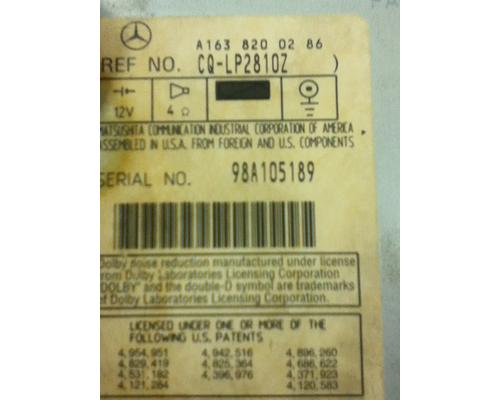 A163 820 02 86
REF NO. CQ-LP2810Z )
12V 4 Ω
MATSUSHITA COMMUNICATION INDUSTRIAL CORPORATION OF AMERICA
ASSEMBLED IN U.S.A. FROM FOREIGN AND U.S. COMPONENTS
SERIAL NO. 98A105189
Dolby noise reduction manufactured under license
from Dolby Laboratories Licensing Corporation
"DOLBY" and the double-D symbol are trademarks
of Dolby Laboratories Licensing Corporation.
LICENSED UNDER ONE OR MORE OF THE
FOLLOWING U.S. PATENTS
4,954,951 4,942,516 4,896,260
4,829,419 4,825,364 4,686,622
4,531,182 4,396,976 4,371,923
4,121,284 4,120,583